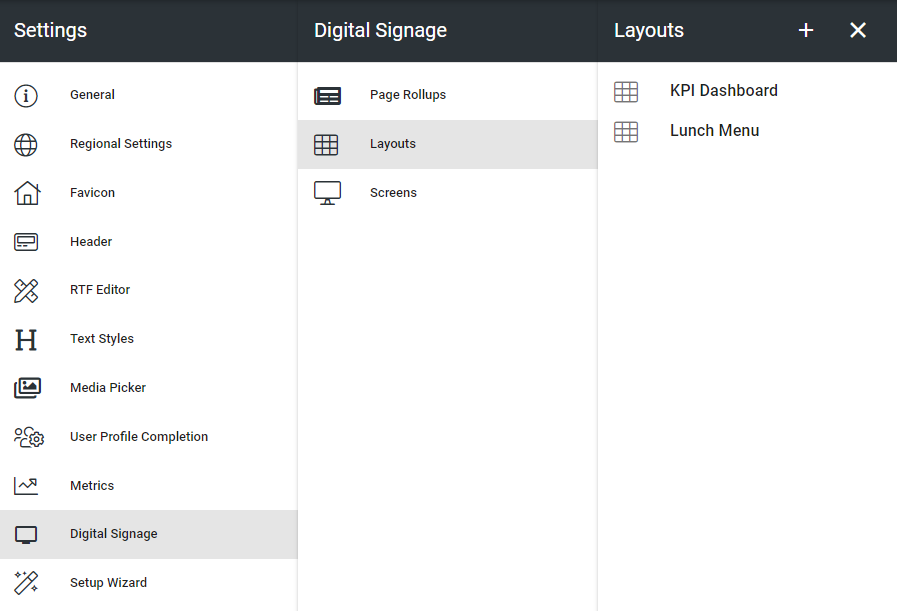 Settings
General
Regional Settings
Favicon
Header
RTF Editor
Text Styles
Media Picker
User Profile Completion
Metrics
Digital Signage
Setup Wizard
Digital Signage
Page Rollups
Layouts
Screens
Layouts
KPI Dashboard
Lunch Menu